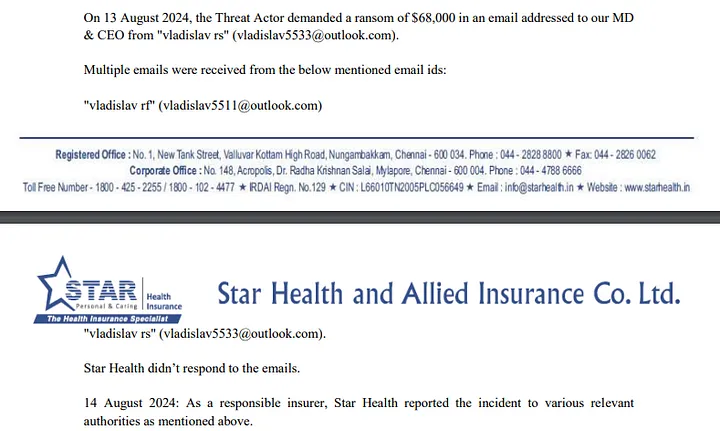 On 13 August 2024, the Threat Actor demanded a ransom of $68,000 in an email addressed to our MD
& CEO from "vladislav rs" (vladislav5533@outlook.com).
Multiple emails were received from the below mentioned email ids:
"vladislav rf" (vladislav5511@outlook.com)
Registered Office : No. 1, New Tank Street, Valluvar Kottam High Road, Nungambakkam, Chennai - 600 034. Phone : 044 - 2828 8800 ★ Fax: 044 - 2826 0062
Corporate Office : No. 148, Acropolis, Dr. Radha Krishnan Salai, Mylapore, Chennai - 600 004. Phone : 044 - 4788 6666
Toll Free Number - 1800 - 425 - 2255 / 1800 - 102 - 4477 ★ IRDAI Regn. No.129 ★ CIN : L66010TN2005PLC056649 ★ Email : info@starhealth.in ★ Website : www.starhealth.in
STAR Health Insurance
Personal & Caring
The Health Insurance Specialist
Star Health and Allied Insurance Co. Ltd.
"vladislav rs" (vladislav5533@outlook.com).
Star Health didn't respond to the emails.
14 August 2024: As a responsible insurer, Star Health reported the incident to various relevant
authorities as mentioned above.